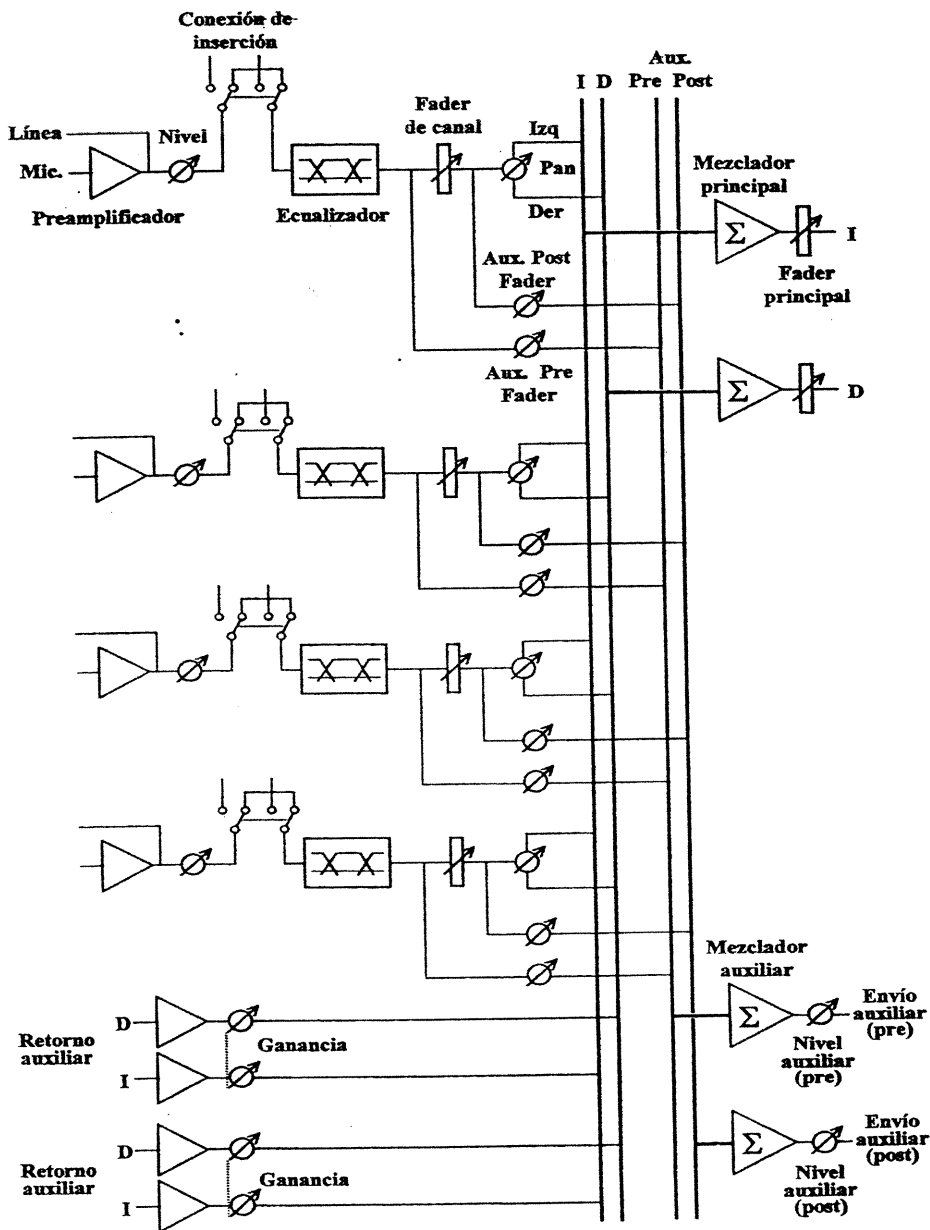 Conexión de
inserción
Aux.
I D Pre Post
Fader
de canal
Línea
Nivel
Izq
Mic.
Pan
Mezclador
principal
Preamplificador
Ecualizador
Der
Σ
I
Aux. Post
Fader
Fader
principal
Aux. Pre
Fader
Σ
D
Mezclador
auxiliar
D
Retorno
auxiliar
Ganancia
I
Σ
Envío
auxiliar
(pre)
Nivel
auxiliar
(pre)
D
Retorno
auxiliar
Ganancia
I
Σ
Envío
auxiliar
(post)
Nivel
auxiliar
(post)